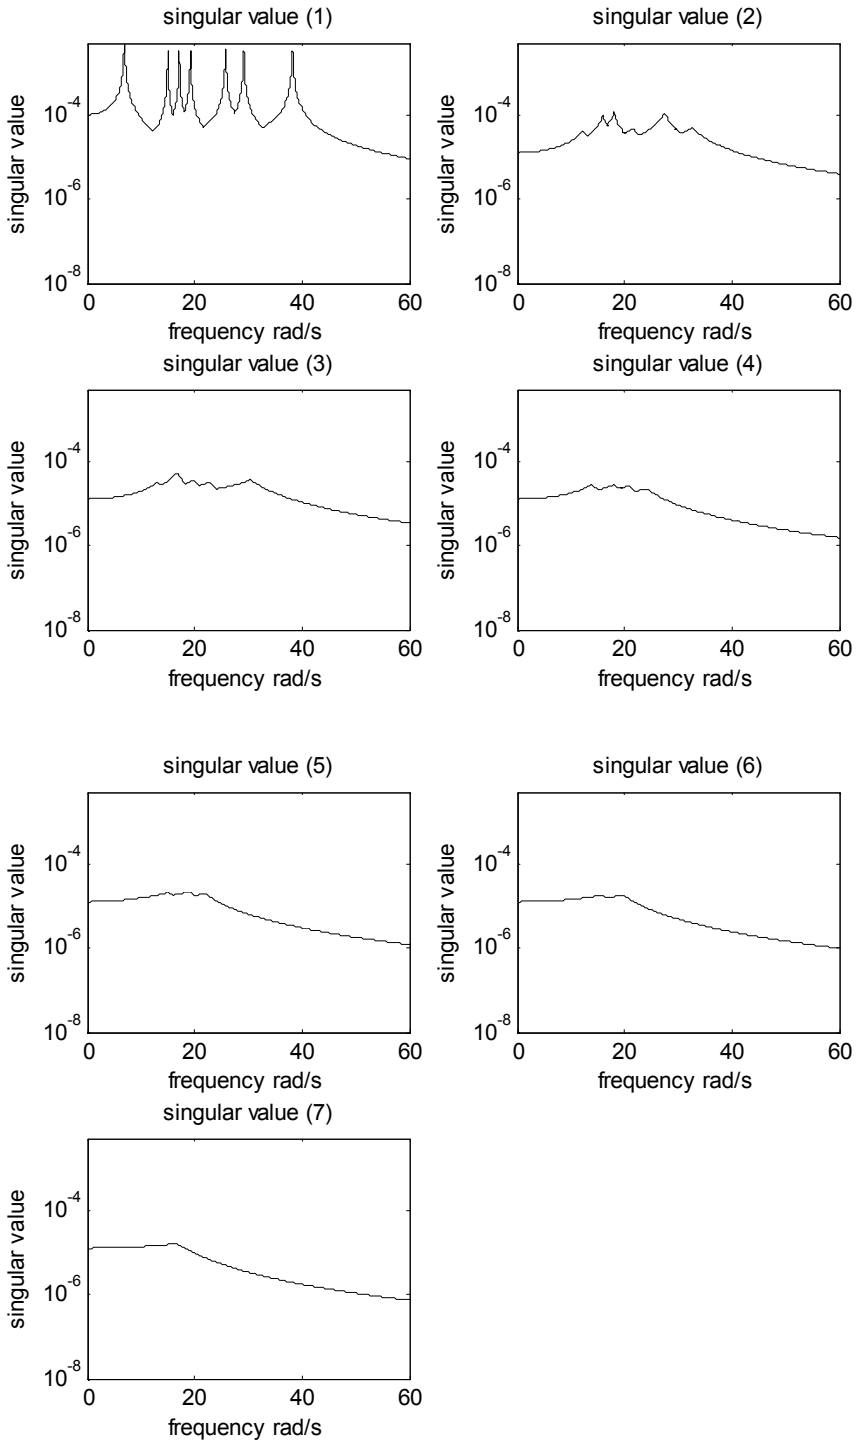 singular value (1)
singular value
10-4
10-6
10-8
0 20 40 60
frequency rad/s
singular value (2)
singular value
10-4
10-6
10-8
0 20 40 60
frequency rad/s
singular value (3)
singular value
10-4
10-6
10-8
0 20 40 60
frequency rad/s
singular value (4)
singular value
10-4
10-6
10-8
0 20 40 60
frequency rad/s
singular value (5)
singular value
10-4
10-6
10-8
0 20 40 60
frequency rad/s
singular value (6)
singular value
10-4
10-6
10-8
0 20 40 60
frequency rad/s
singular value (7)
singular value
10-4
10-6
10-8
0 20 40 60
frequency rad/s